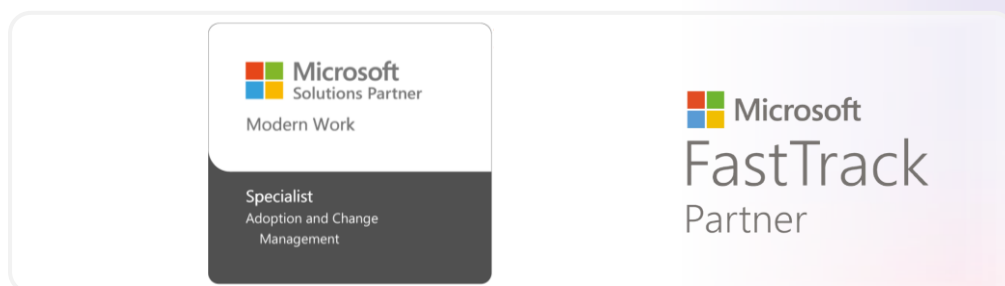 Microsoft
Solutions Partner
Modern Work
Specialist
Adoption and Change
Management
Microsoft
FastTrack
Partner